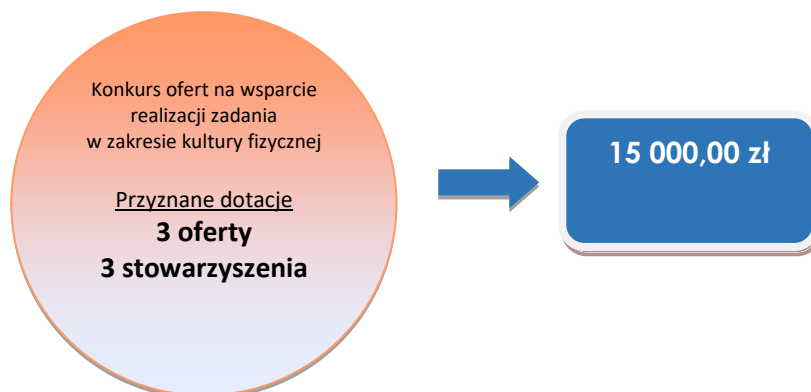 Konkurs ofert na wsparcie
realizacji zadania
w zakresie kultury fizycznej
Przyznane dotacje
3 oferty
3 stowarzyszenia
15 000,00 zł